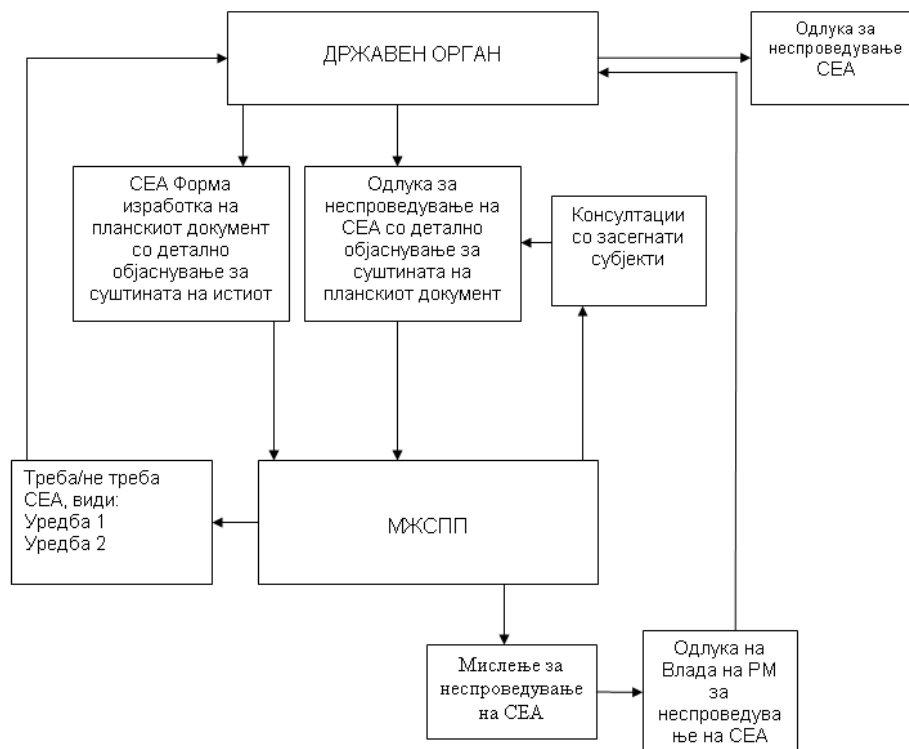 ДРЖАВЕН ОРГАН
Одлука за
неспроведување
СЕА
СЕА Форма
изработка на
планскиот документ
со детално
објаснување за
суштината на истиот
Одлука за
неспроведување на
СЕА со детално
објаснување за
суштината на
планскиот документ
Консултации
со засегнати
субјекти
Треба/не треба
СЕА, види:
Уредба 1
Уредба 2
МЖСПП
Мислење за
неспроведување
на СЕА
Одлука на
Влада на РМ
за
неспроведува
ње на СЕА